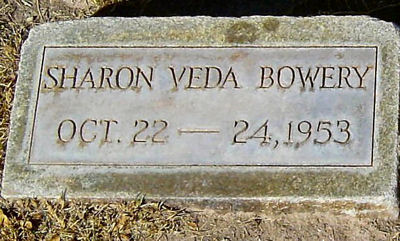 SHARON VEDA BOWERY
OCT. 22 — 24, 1953